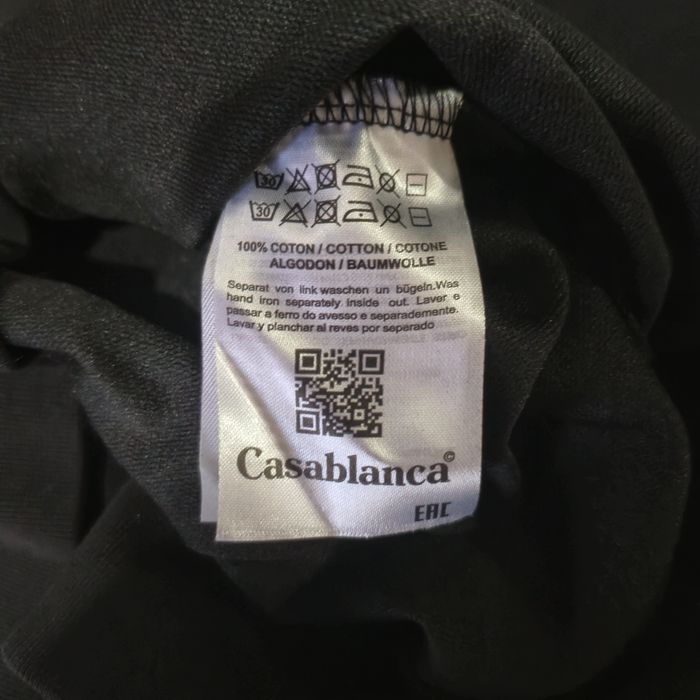 30
30
100% COTON / COTTON / COTONE
ALGODON / BAUMWOLLE
Separat von link waschen un bügeln.Was
hand iron separately inside out. Laver e
passar a ferro do avesso e separademente.
Lavar y planchar al reves por separado
Casablanca©
EAC